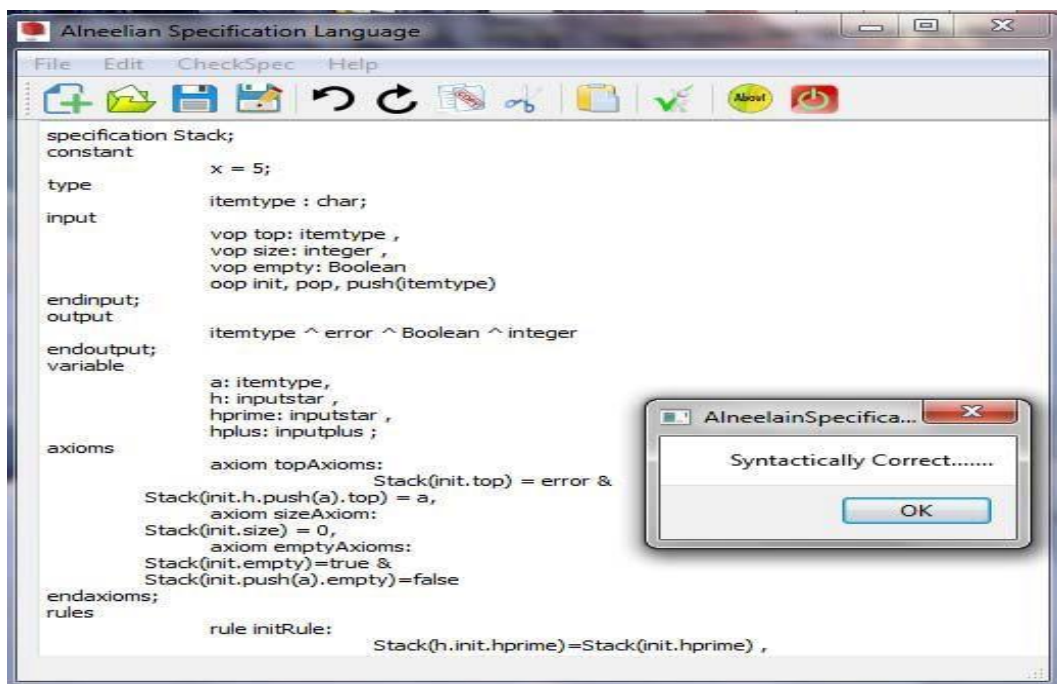 Alneelian Specification Language
File Edit CheckSpec Help
About
specification Stack;
constant
x = 5;
type
itemtype : char;
input
vop top: itemtype ,
vop size: integer ,
vop empty: Boolean
oop init, pop, push(itemtype)
endinput;
output
itemtype ^ error ^ Boolean ^ integer
endoutput;
variable
a: itemtype,
h: inputstar ,
hprime: inputstar ,
hplus: inputplus ;
axioms
axiom topAxioms:
Stack(init.top) = error &
Stack(init.h.push(a).top) = a,
axiom sizeAxiom:
Stack(init.size) = 0,
axiom emptyAxioms:
Stack(init.empty)=true &
Stack(init.push(a).empty)=false
endaxioms;
rules
rule initRule:
Stack(h.init.hprime)=Stack(init.hprime) ,
AlneelainSpecifica...
Syntactically Correct.......
OK